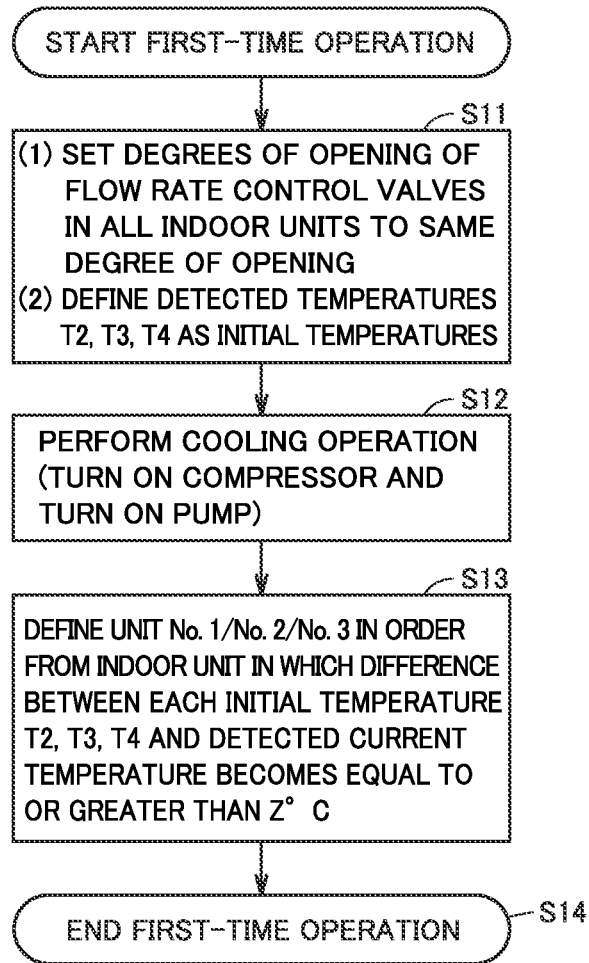 START FIRST-TIME OPERATION
S11
(1) SET DEGREES OF OPENING OF
FLOW RATE CONTROL VALVES
IN ALL INDOOR UNITS TO SAME
DEGREE OF OPENING
(2) DEFINE DETECTED TEMPERATURES
T2, T3, T4 AS INITIAL TEMPERATURES
S12
PERFORM COOLING OPERATION
(TURN ON COMPRESSOR AND
TURN ON PUMP)
S13
DEFINE UNIT No. 1/No. 2/No. 3 IN ORDER
FROM INDOOR UNIT IN WHICH DIFFERENCE
BETWEEN EACH INITIAL TEMPERATURE
T2, T3, T4 AND DETECTED CURRENT
TEMPERATURE BECOMES EQUAL TO
OR GREATER THAN Z° C
END FIRST-TIME OPERATION
S14